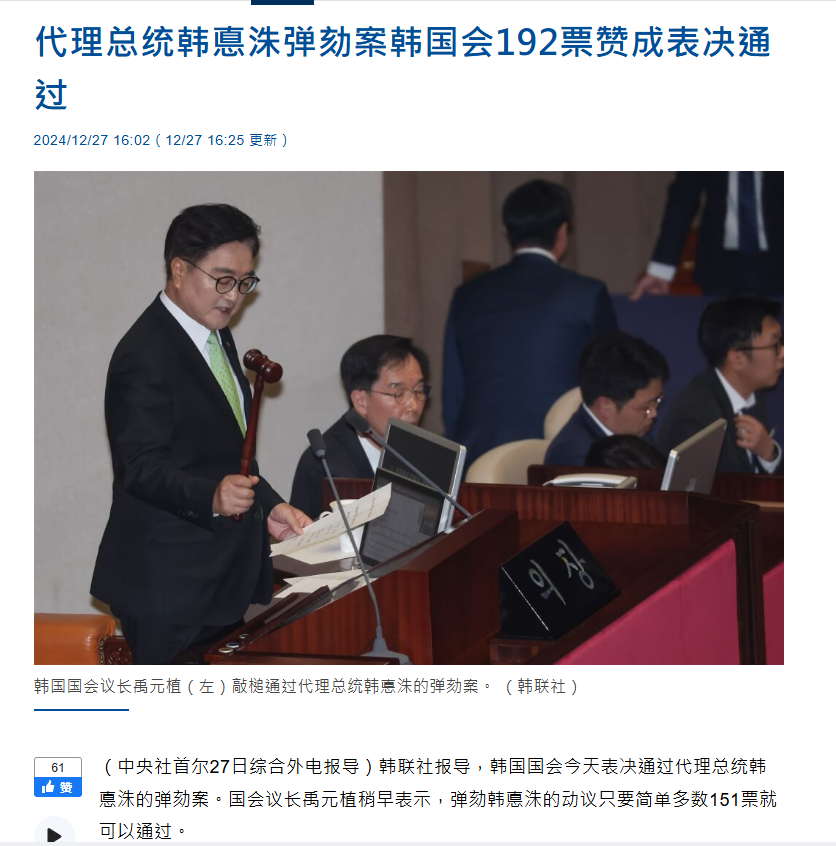 代理总统韩悳洙弹劾案韩国会192票赞成表决通
过
2024/12/27 16:02（12/27 16:25 更新）
의장
韩国国会议长禹元植（左）敲槌通过代理总统韩悳洙的弹劾案。（韩联社）
61
赞
（中央社首尔27日综合外电报导）韩联社报导，韩国国会今天表决通过代理总统韩
悳洙的弹劾案。国会议长禹元植稍早表示，弹劾韩悳洙的动议只要简单多数151票就
可以通过。